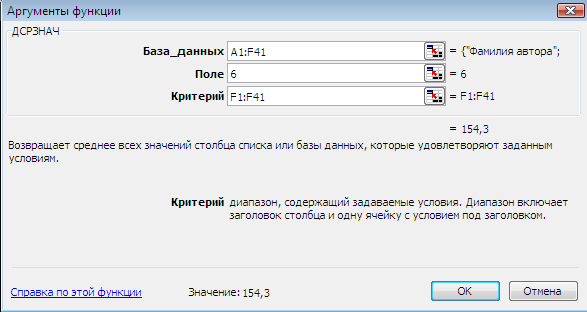 Аргументы функции
ДСРЗНАЧ
База_данных A1:F41 = {"Фамилия автора";
Поле 6 = 6
Критерий F1:F41 = F1:F41
= 154,3
Возвращает среднее всех значений столбца списка или базы данных, которые удовлетворяют заданным
условиям.
Критерий диапазон, содержащий задаваемые условия. Диапазон включает
заголовок столбца и одну ячейку с условием под заголовком.
Справка по этой функции Значение: 154,3 ОК Отмена